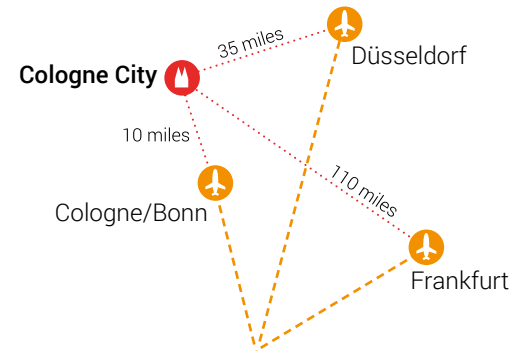 35 miles
Düsseldorf
Cologne City
10 miles
110 miles
Cologne/Bonn
Frankfurt